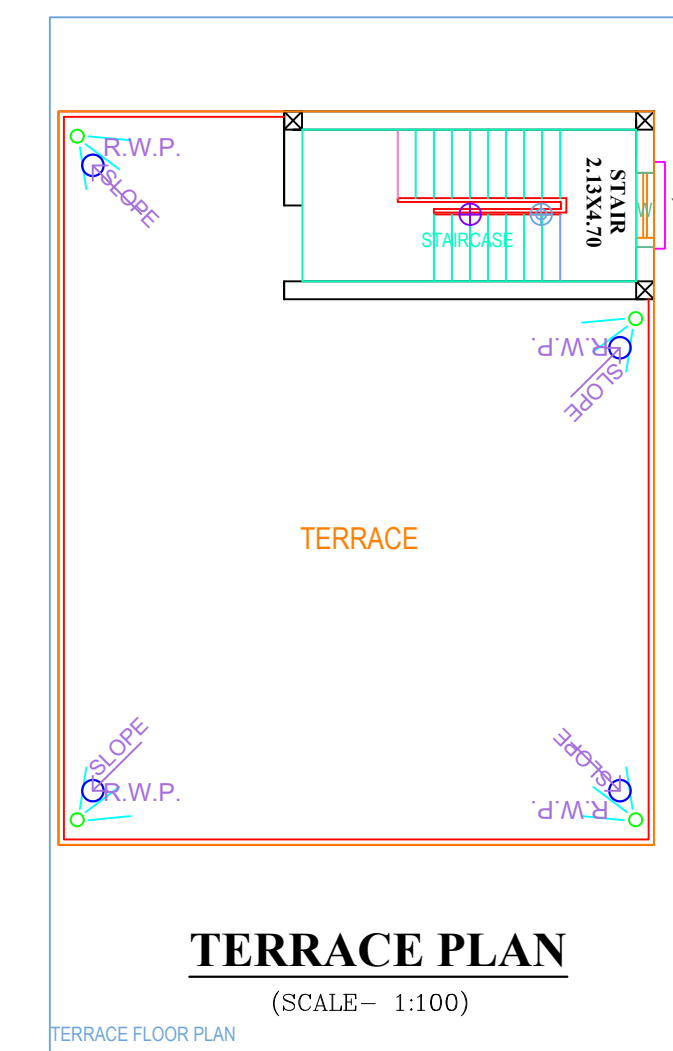 R.W.P.
SLOPE
STAIR
2.13X4.70
W
STAIRCASE
R.W.P.
SLOPE
TERRACE
SLOPE
R.W.P.
SLOPE
R.W.P.
TERRACE PLAN
(SCALE- 1:100)
TERRACE FLOOR PLAN